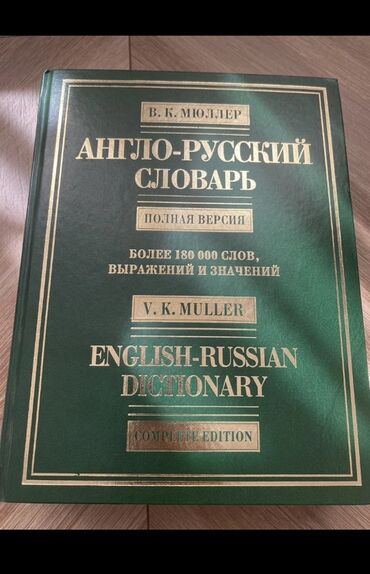 В. К. МЮЛЛЕР
АНГЛО-РУССКИЙ
СЛОВАРЬ
ПОЛНАЯ ВЕРСИЯ
БОЛЕЕ 180 000 СЛОВ,
ВЫРАЖЕНИЙ И ЗНАЧЕНИЙ
V. K. MULLER
ENGLISH-RUSSIAN
DICTIONARY
COMPLETE EDITION